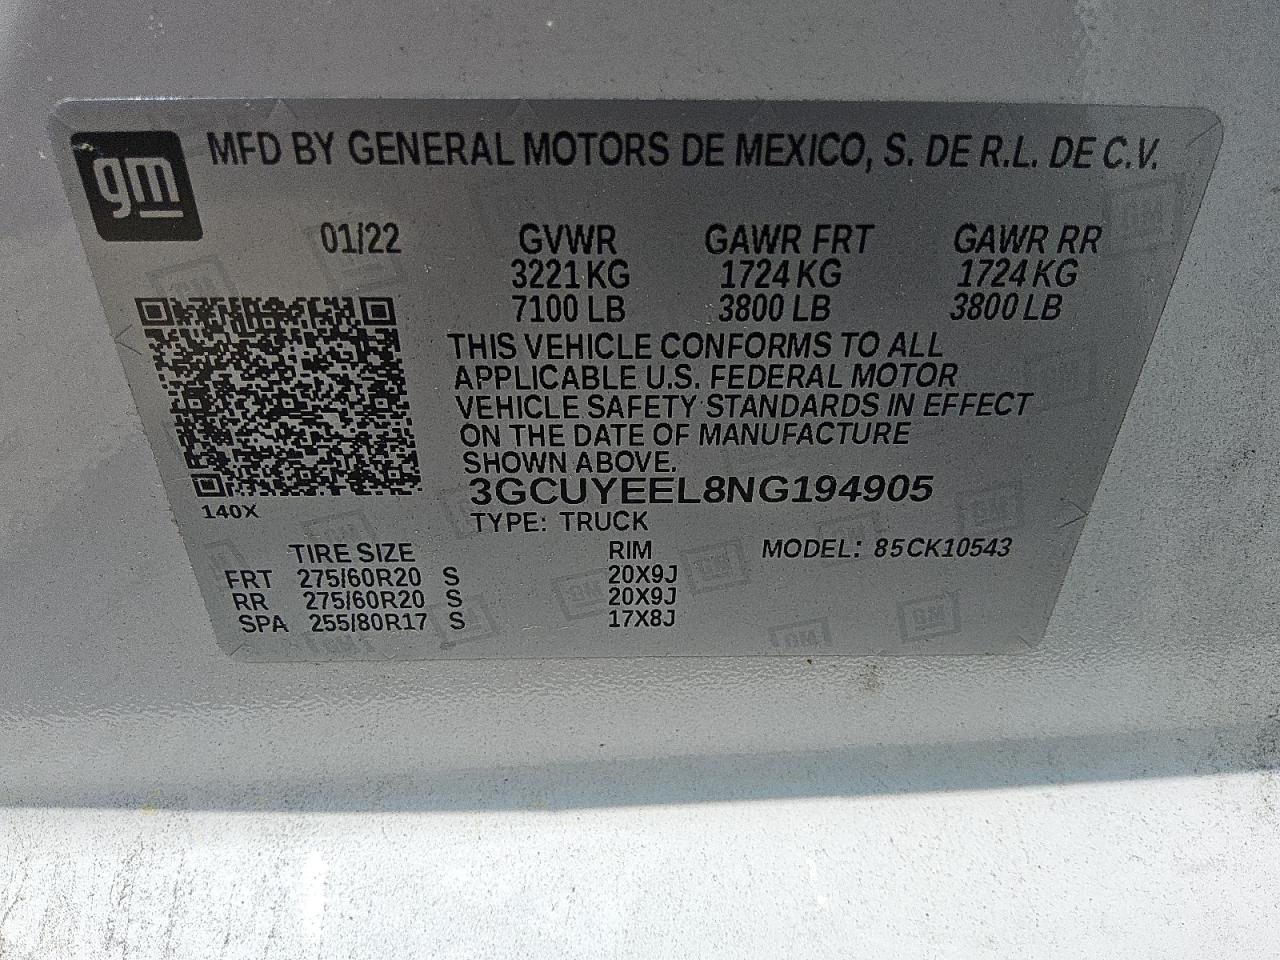 gm
MFD BY GENERAL MOTORS DE MEXICO, S. DE R.L. DE C.V.
01/22 GVWR GAWR FRT GAWR RR
3221 KG 1724 KG 1724 KG
7100 LB 3800 LB 3800 LB
THIS VEHICLE CONFORMS TO ALL
APPLICABLE U.S. FEDERAL MOTOR
VEHICLE SAFETY STANDARDS IN EFFECT
ON THE DATE OF MANUFACTURE
SHOWN ABOVE.
3GCUYEEL8NG194905
140X
TYPE: TRUCK
TIRE SIZE RIM MODEL: 85CK10543
FRT 275/60R20 S 20X9J
RR 275/60R20 S 20X9J
SPA 255/80R17 S 17X8J